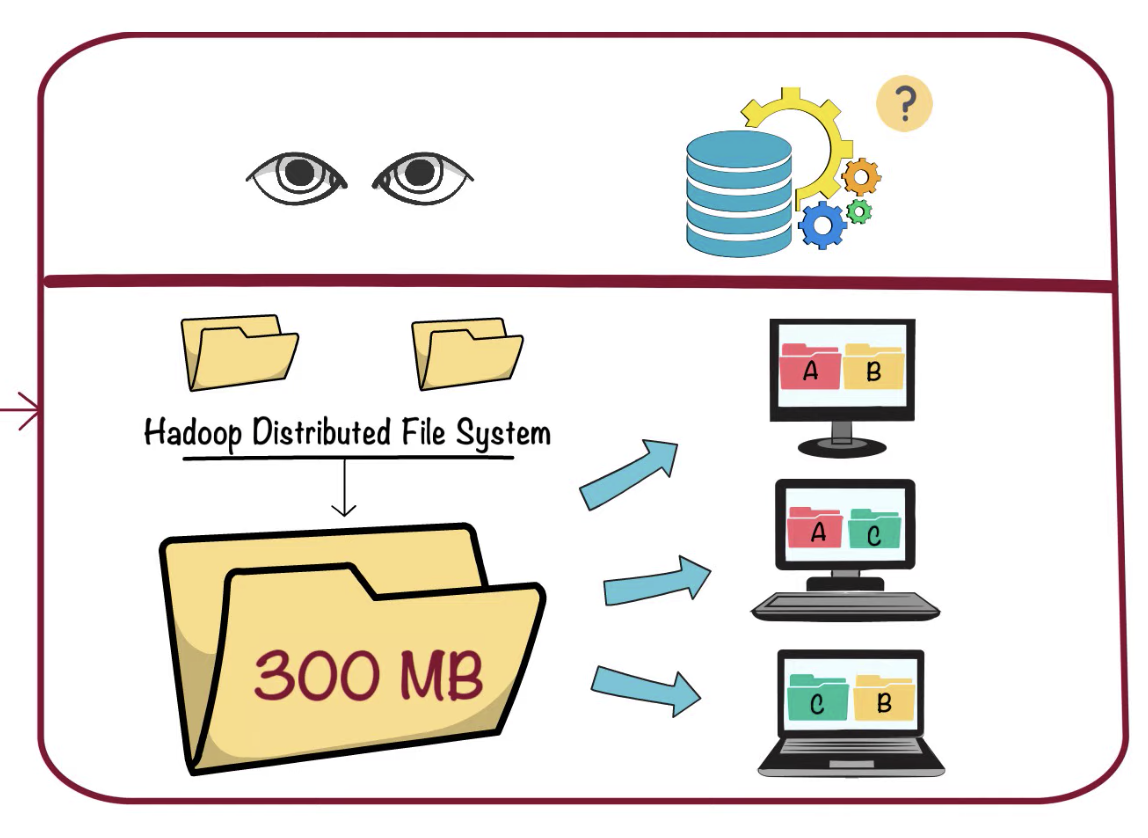 ?
Hadoop Distributed File System
300 MB
A B
A C
C B